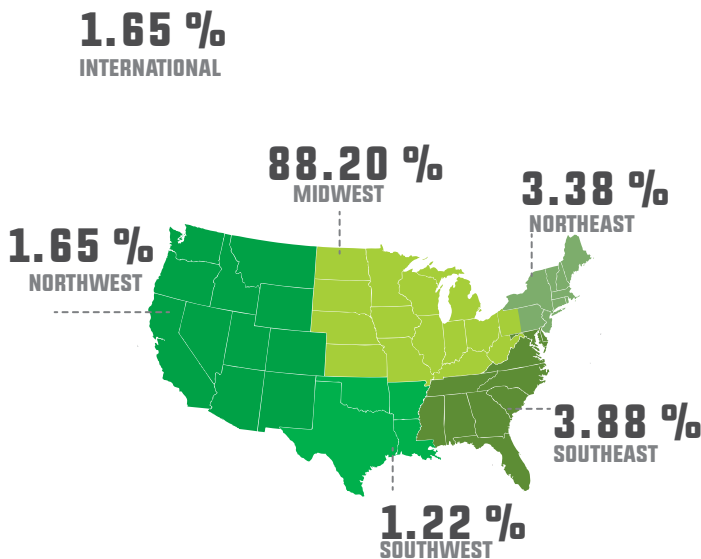 1.65 %
INTERNATIONAL
88.20 %
MIDWEST
3.38 %
NORTHEAST
1.65 %
NORTHWEST
3.88 %
SOUTHEAST
1.22 %
SOUTHWEST